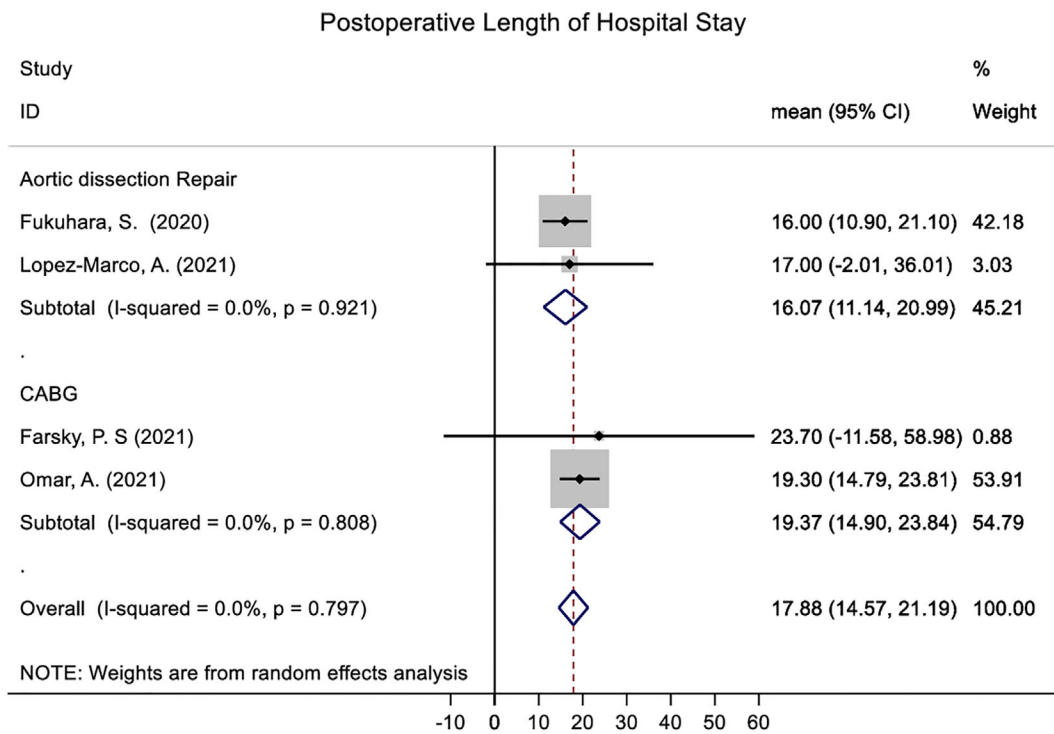 Postoperative Length of Hospital Stay
Study %
ID mean (95% CI) Weight
Aortic dissection Repair
Fukuhara, S. (2020) 16.00 (10.90, 21.10) 42.18
Lopez-Marco, A. (2021) 17.00 (-2.01, 36.01) 3.03
Subtotal (I-squared = 0.0%, p = 0.921) 16.07 (11.14, 20.99) 45.21
.
CABG
Farsky, P. S (2021) 23.70 (-11.58, 58.98) 0.88
Omar, A. (2021) 19.30 (14.79, 23.81) 53.91
Subtotal (I-squared = 0.0%, p = 0.808) 19.37 (14.90, 23.84) 54.79
.
Overall (I-squared = 0.0%, p = 0.797) 17.88 (14.57, 21.19) 100.00
NOTE: Weights are from random effects analysis
-10 0 10 20 30 40 50 60